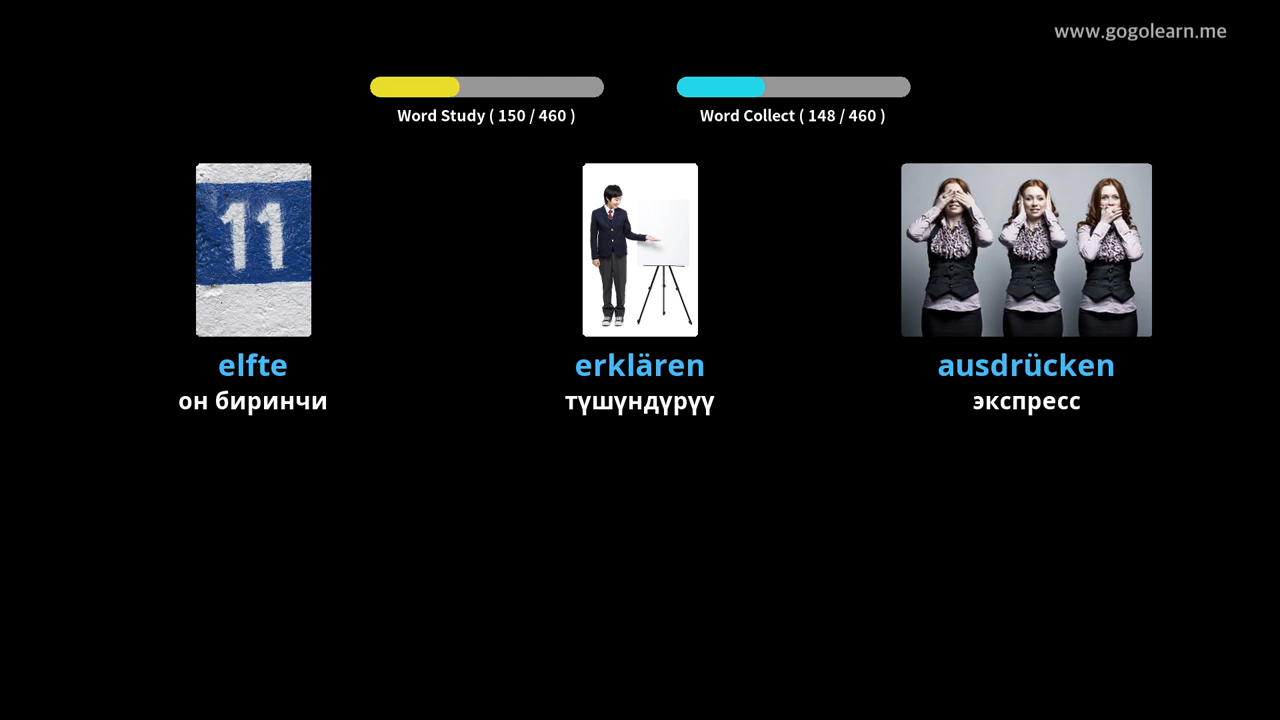 www.gogolearn.me
Word Study ( 150 / 460 )
Word Collect ( 148 / 460 )
11
elfte
он биринчи
erklären
түшүндүрүү
ausdrücken
экспресс